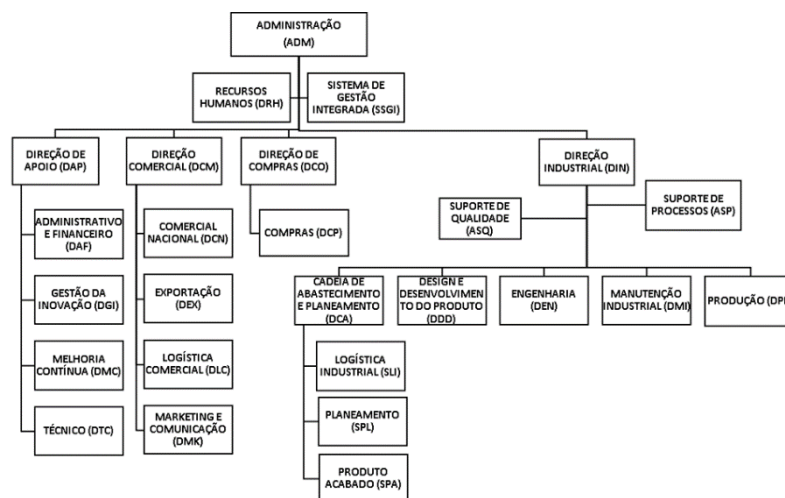 ADMINISTRAÇÃO
(ADM)
RECURSOS
HUMANOS (DRH)
SISTEMA DE
GESTÃO
INTEGRADA (SSGI)
DIREÇÃO DE
APOIO (DAP)
DIREÇÃO
COMERCIAL (DCM)
DIREÇÃO DE
COMPRAS (DCO)
DIREÇÃO
INDUSTRIAL (DIN)
SUPORTE DE
QUALIDADE
(ASQ)
SUPORTE DE
PROCESSOS (ASP)
ADMINISTRATIVO
E FINANCEIRO
(DAF)
COMERCIAL
NACIONAL (DCN)
COMPRAS (DCP)
GESTÃO DA
INOVAÇÃO (DGI)
EXPORTAÇÃO
(DEX)
CADEIA DE
ABASTECIMENTO
E PLANEAMENTO
(DCA)
DESIGN E
DESENVOLVIMEN
TO DO PRODUTO
(DDD)
ENGENHARIA
(DEN)
MANUTENÇÃO
INDUSTRIAL (DMI)
PRODUÇÃO
MELHORIA
CONTÍNUA (DMC)
LOGÍSTICA
COMERCIAL (DLC)
LOGÍSTICA
INDUSTRIAL (SLI)
TÉCNICO (DTC)
MARKETING E
COMUNICAÇÃO
(DMK)
PLANEAMENTO
(SPL)
PRODUTO
ACABADO (SPA)